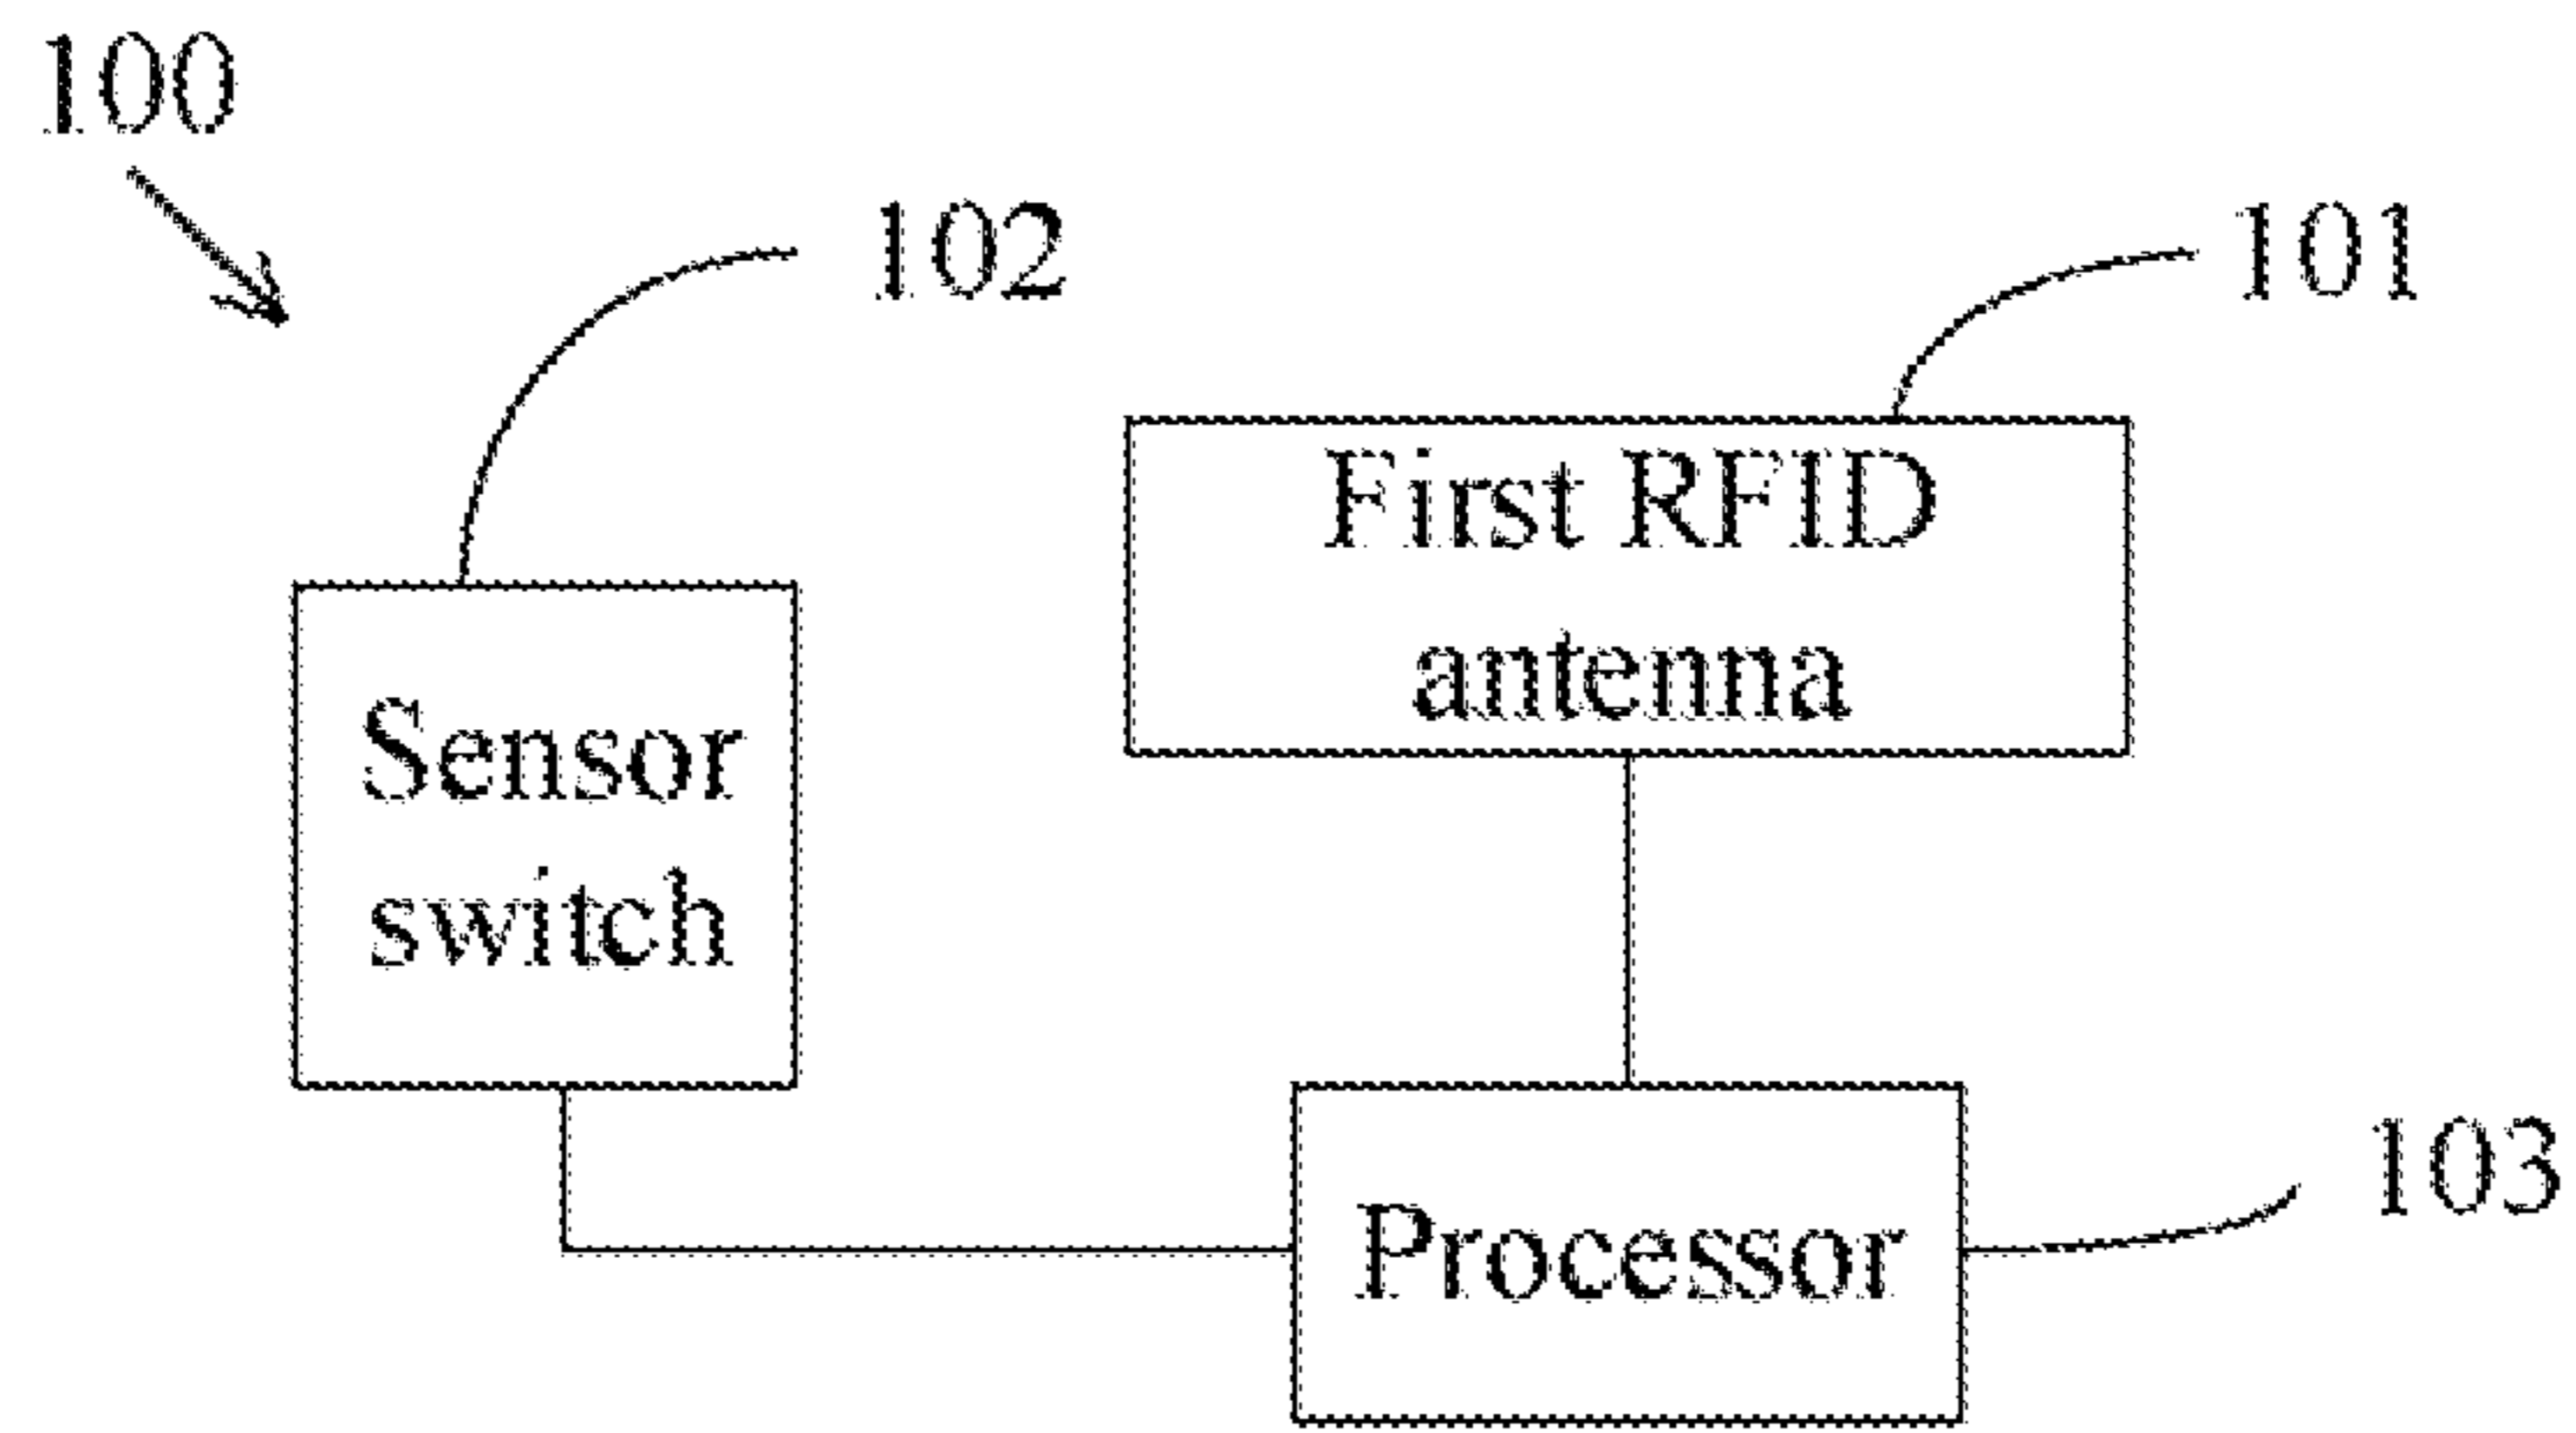 100
102
101
First RFID
antenna
Sensor
switch
103
Processor